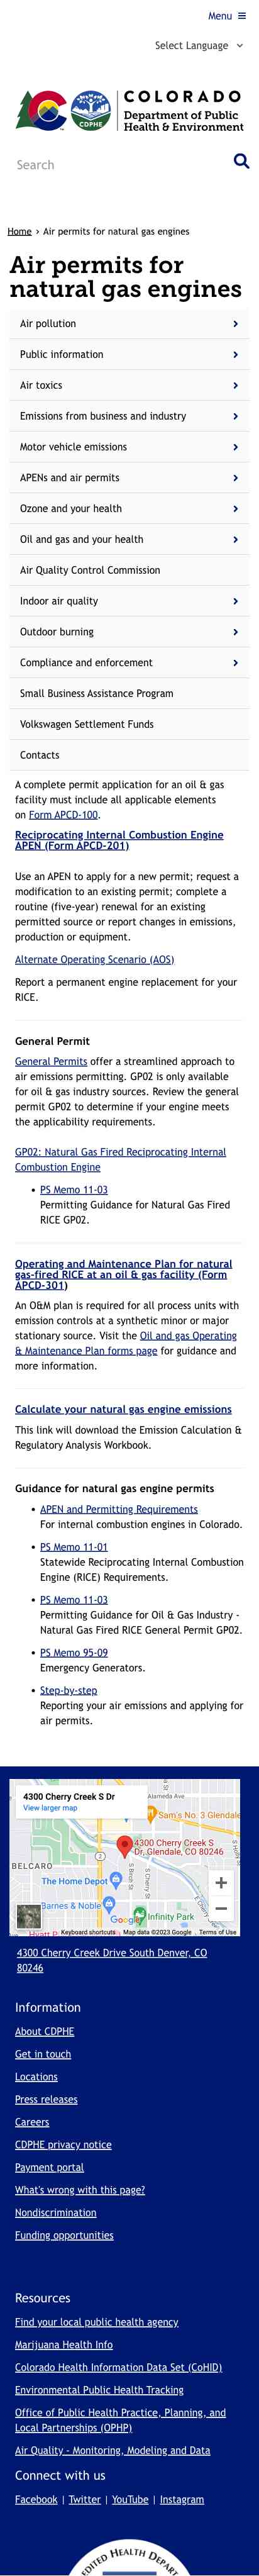 Menu
Select Language
CDPHE
COLORADO
Department of Public
Health & Environment
Search
Home › Air permits for natural gas engines
Air permits for
natural gas engines
Air pollution
Public information
Air toxics
Emissions from business and industry
Motor vehicle emissions
APENs and air permits
Ozone and your health
Oil and gas and your health
Air Quality Control Commission
Indoor air quality
Outdoor burning
Compliance and enforcement
Small Business Assistance Program
Volkswagen Settlement Funds
Contacts
A complete permit application for an oil & gas
facility must include all applicable elements
on Form APCD-100.
Reciprocating Internal Combustion Engine
APEN (Form APCD-201)
Use an APEN to apply for a new permit; request a
modification to an existing permit; complete a
routine (five-year) renewal for an existing
permitted source or report changes in emissions,
production or equipment.
Alternate Operating Scenario (AOS)
Report a permanent engine replacement for your
RICE.
General Permit
General Permits offer a streamlined approach to
air emissions permitting. GP02 is only available
for oil & gas industry sources. Review the general
permit GP02 to determine if your engine meets
the applicability requirements.
GP02: Natural Gas Fired Reciprocating Internal
Combustion Engine
• PS Memo 11-03
Permitting Guidance for Natural Gas Fired
RICE GP02.
Operating and Maintenance Plan for natural
gas-fired RICE at an oil & gas facility (Form
APCD-301)
An O&M plan is required for all process units with
emission controls at a synthetic minor or major
stationary source. Visit the Oil and gas Operating
& Maintenance Plan forms page for guidance and
more information.
Calculate your natural gas engine emissions
This link will download the Emission Calculation &
Regulatory Analysis Workbook.
Guidance for natural gas engine permits
• APEN and Permitting Requirements
For internal combustion engines in Colorado.
• PS Memo 11-01
Statewide Reciprocating Internal Combustion
Engine (RICE) Requirements.
• PS Memo 11-03
Permitting Guidance for Oil & Gas Industry -
Natural Gas Fired RICE General Permit GP02.
• PS Memo 95-09
Emergency Generators.
• Step-by-step
Reporting your air emissions and applying for
air permits.
4300 Cherry Creek S Dr
View larger map
Alameda Ave
Sam's No. 3 Glendale
4300 Cherry Creek S
Dr, Glendale, CO 80246
BELCARO
The Home Depot
Barnes & Noble
Google
Infinity Park
Hyatt P
Keyboard shortcuts Map data ©2023 Google Terms of Use
4300 Cherry Creek Drive South Denver, CO
80246
Information
About CDPHE
Get in touch
Locations
Press releases
Careers
CDPHE privacy notice
Payment portal
What's wrong with this page?
Nondiscrimination
Funding opportunities
Resources
Find your local public health agency
Marijuana Health Info
Colorado Health Information Data Set (CoHID)
Environmental Public Health Tracking
Office of Public Health Practice, Planning, and
Local Partnerships (OPHP)
Air Quality - Monitoring, Modeling and Data
Connect with us
Facebook | Twitter | YouTube | Instagram
EDITED HEALTH DEPA